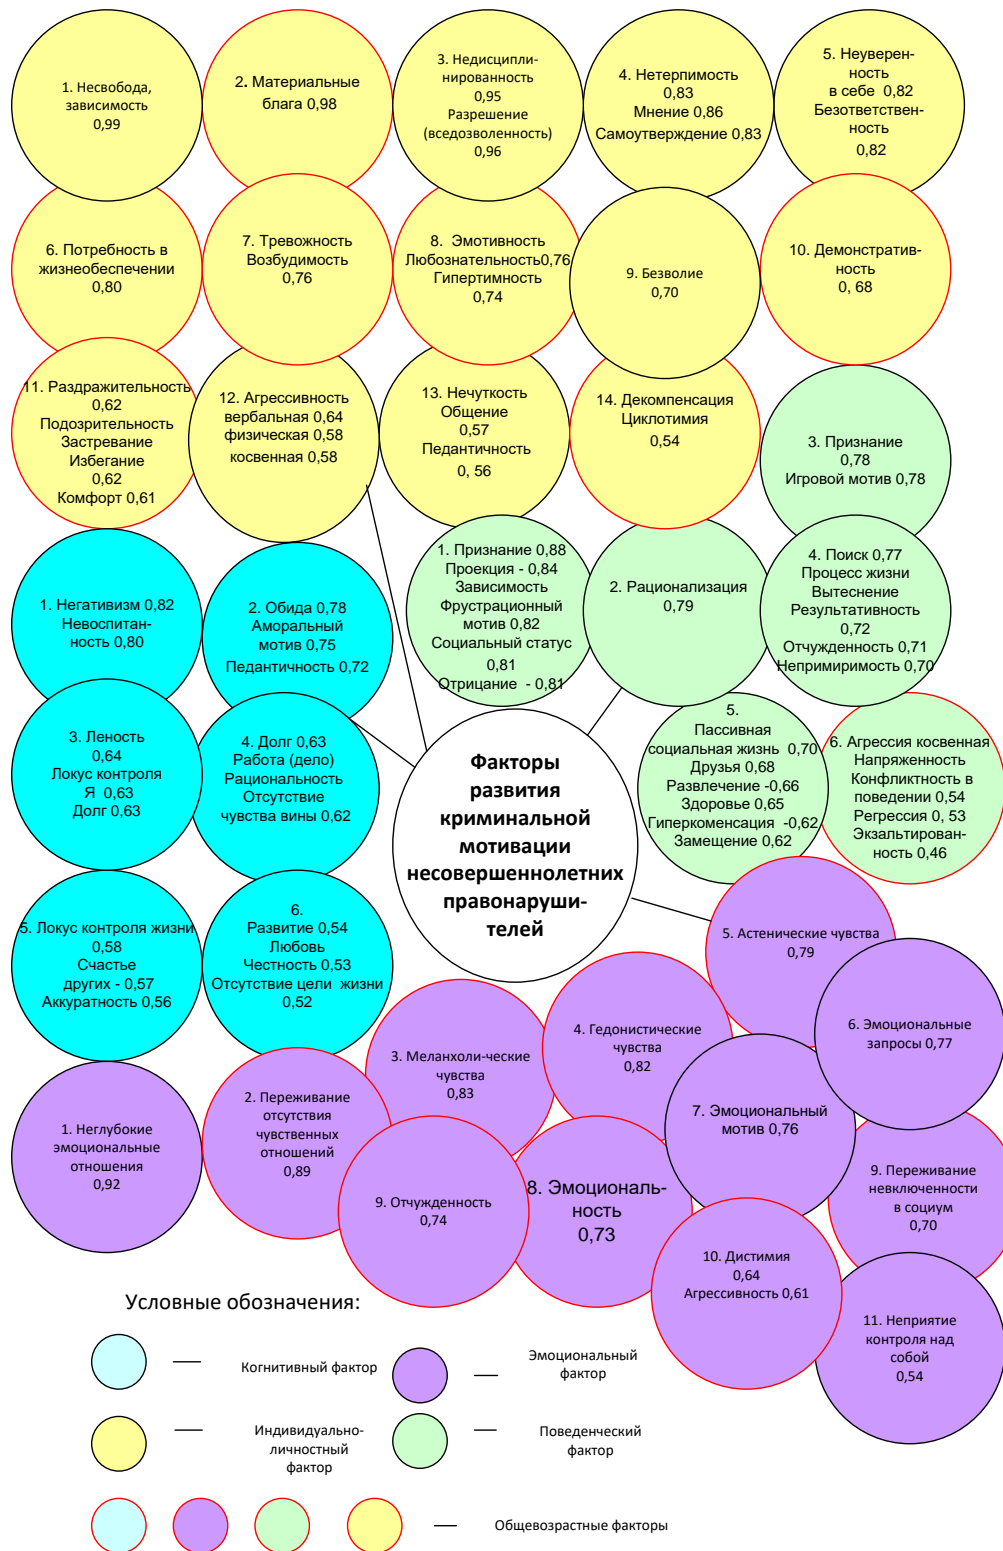 1. Несвобода,
зависимость
0,99
2. Материальные
блага 0,98
3. Недисципли-
нированность
0,95
Разрешение
(вседозволенность)
0,96
4. Нетерпимость
0,83
Мнение 0,86
Самоутверждение 0,83
5. Неуверен-
ность
в себе 0,82
Безответствен-
ность
0,82
6. Потребность в
жизнеобеспечении
0,80
7. Тревожность
Возбудимость
0,76
8. Эмотивность
Любознательность0,76
Гипертимность
0,74
9. Безволие
0,70
10. Демонстратив-
ность
0, 68
11. Раздражительность
0,62
Подозрительность
Застревание
Избегание
0,62
Комфорт 0,61
12. Агрессивность
вербальная 0,64
физическая 0,58
косвенная 0,58
13. Нечуткость
Общение
0,57
Педантичность
0, 56
14. Декомпенсация
Циклотимия
0,54
3. Признание
0,78
Игровой мотив 0,78
1. Негативизм 0,82
Невоспитан-
ность 0,80
2. Обида 0,78
Аморальный
мотив 0,75
Педантичность 0,72
1. Признание 0,88
Проекция - 0,84
Зависимость
Фрустрационный
мотив 0,82
Социальный статус
0,81
Отрицание - 0,81
2. Рационализация
0,79
4. Поиск 0,77
Процесс жизни
Вытеснение
Результативность
0,72
Отчужденность 0,71
Непримиримость 0,70
3. Леность
0,64
Локус контроля
Я 0,63
Долг 0,63
4. Долг 0,63
Работа (дело)
Рациональность
Отсутствие
чувства вины 0,62
Факторы
развития
криминальной
мотивации
несовершеннолетних
правонаруши-
телей
5.
Пассивная
социальная жизнь 0,70
Друзья 0,68
Развлечение -0,66
Здоровье 0,65
Гиперкоменсация -0,62
Замещение 0,62
6. Агрессия косвенная
Напряженность
Конфликтность в
поведении 0,54
Регрессия 0, 53
Экзальтирован-
ность 0,46
5. Локус контроля жизни
0,58
Счастье
других - 0,57
Аккуратность 0,56
6.
Развитие 0,54
Любовь
Честность 0,53
Отсутствие цели жизни
0,52
5. Астенические чувства
0,79
6. Эмоциональные
запросы 0,77
4. Гедонистические
чувства
0,82
3. Меланхоли-ческие
чувства
0,83
1. Неглубокие
эмоциональные
отношения
0,92
2. Переживание
отсутствия
чувственных
отношений
0,89
7. Эмоциональный
мотив 0,76
9. Отчужденность
0,74
8. Эмоциональ-
ность
0,73
9. Переживание
невключенности
в социум
0,70
10. Дистимия
0,64
Агрессивность 0,61
11. Неприятие
контроля над
собой
0,54
Условные обозначения:
— Когнитивный фактор
— Эмоциональный
фактор
— Индивидуально-
личностный
фактор
— Поведенческий
фактор
— Общевозрастные факторы